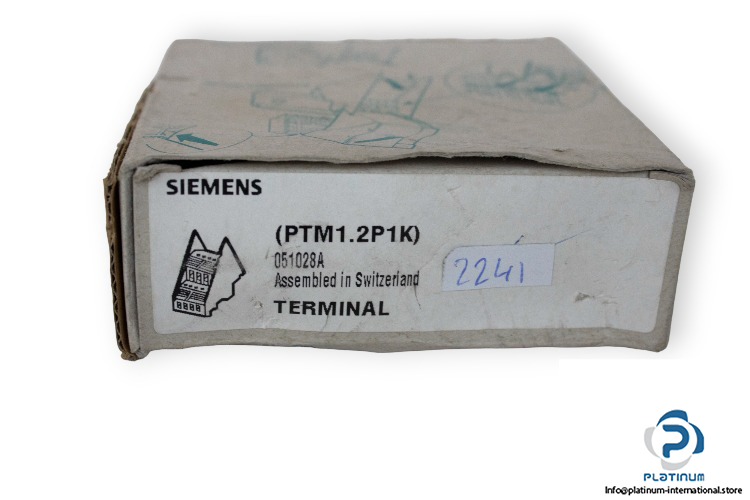 SIEMENS
(PTM1.2P1K)
051028A
Assembled in Switzerland
TERMINAL
2241
PLATINUM
Info@platinum-international.store